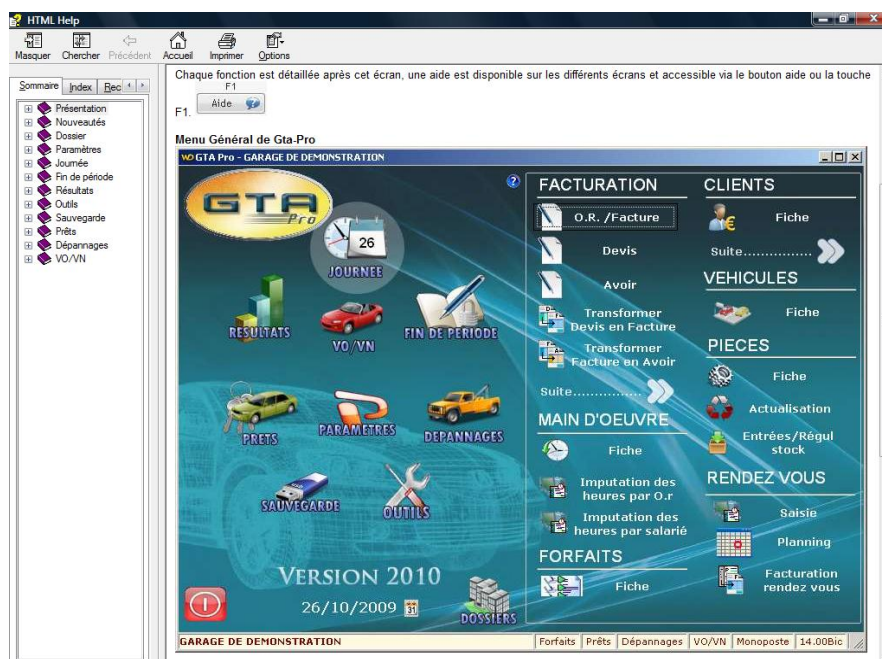 HTML Help
Masquer Chercher Précédent Accueil Imprimer Options
Sommaire Index Rec
Présentation
Nouveautés
Dossier
Paramètres
Journée
Fin de période
Résultats
Outils
Sauvegarde
Prêts
Dépannages
VO/VN
Chaque fonction est détaillée après cet écran, une aide est disponible sur les différents écrans et accessible via le bouton aide ou la touche
F1
F1. Aide
Menu Général de Gta-Pro
WD GTA Pro - GARAGE DE DEMONSTRATION
GTA
Pro
26
JOURNEE
RESULTATS
VO/VN
FIN DE PERIODE
PRETS
PARAMETRES
DEPANNAGES
SAUVEGARDE
OUTILS
VERSION 2010
26/10/2009 31
DOSSIERS
FACTURATION
O.R. /Facture
Devis
Avoir
Transformer
Devis en Facture
Transformer
Facture en Avoir
Suite................
MAIN D'OEUVRE
Fiche
Imputation des
heures par O.r
Imputation des
heures par salarié
FORFAITS
Fiche
CLIENTS
Fiche
Suite................
VEHICULES
Fiche
PIECES
Fiche
Actualisation
Entrées/Régul
stock
RENDEZ VOUS
Saisie
Planning
Facturation
rendez vous
GARAGE DE DEMONSTRATION Forfaits Prêts Dépannages VO/VN Monoposte 14.00Bic